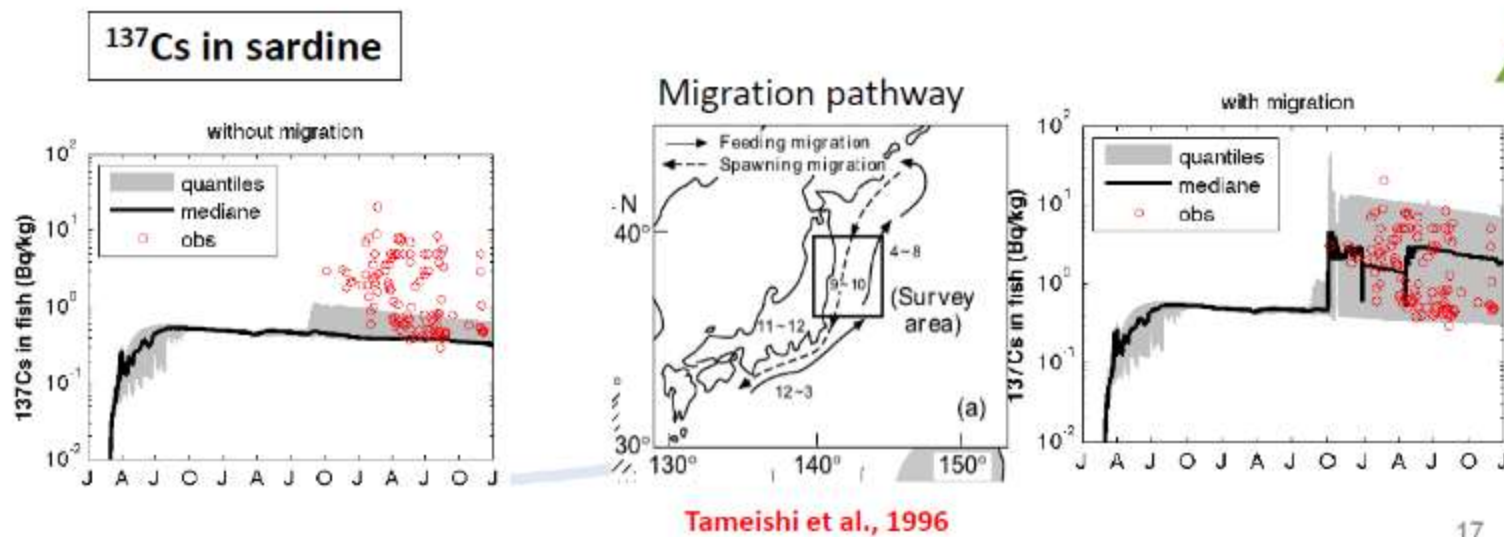 ¹³⁷Cs in sardine
without migration
10²
10¹
10⁰
10⁻¹
10⁻²
137Cs in fish (Bq/kg)
quantiles
mediane
obs
J A J O J A J O J A J O J
Migration pathway
Feeding migration
Spawning migration
N
40°
30°
4~8
9~10
(Survey
area)
11~12
12~3
(a)
130° 140° 150°
Tameishi et al., 1996
with migration
10²
10¹
10⁰
10⁻¹
10⁻²
137Cs in fish (Bq/kg)
quantiles
mediane
obs
J A J O J A J O J A J O J
17